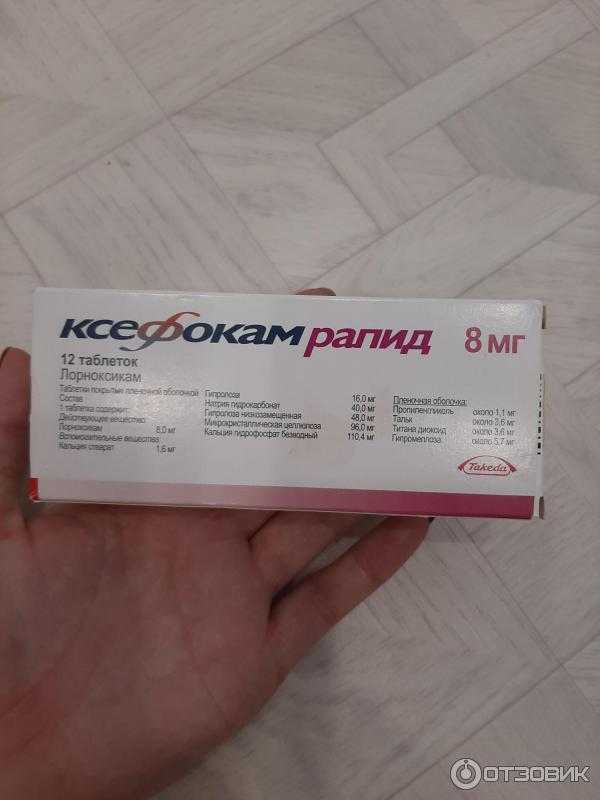 ксефокам рапид 8 мг
12 таблеток
Лорноксикам
Таблетки покрытые пленочной оболочкой
Состав
1 таблетка содержит:
Действующее вещество:
Лорноксикам 8,0 мг
Вспомогательные вещества:
Кальция стеарат 1,6 мг
Гипролоза 16,0 мг
Натрия гидрокарбонат 40,0 мг
Гипролоза низкозамещенная 48,0 мг
Микрокристаллическая целлюлоза 96,0 мг
Кальция гидрофосфат безводный 110,4 мг
Пленочная оболочка:
Пропиленгликоль около 1,1 мг
Тальк около 3,6 мг
Титана диоксид около 3,6 мг
Гипромеллоза около 5,7 мг
Takeda
ОТЗОВИК